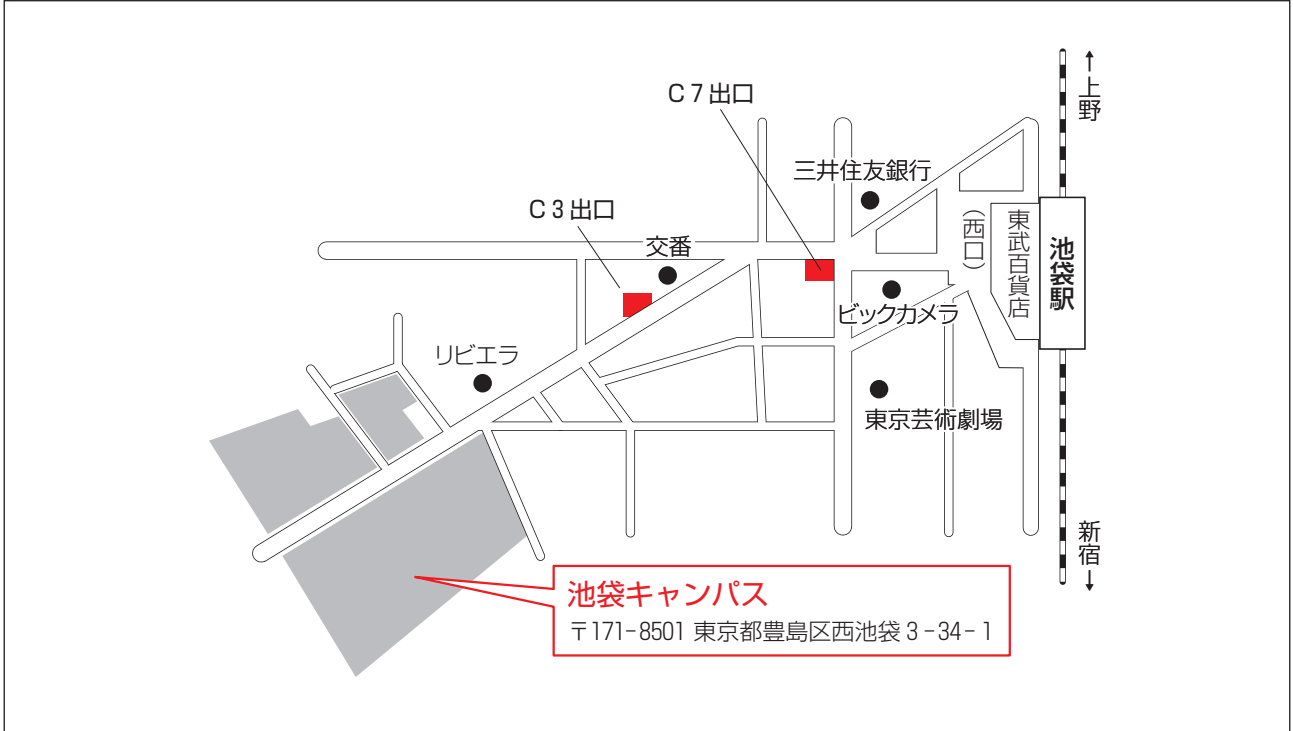 ↑上野
C7出口
三井住友銀行
C3出口
交番
(西口)
東武百貨店
池袋駅
ビックカメラ
リビエラ
東京芸術劇場
新宿↓
池袋キャンパス
〒171-8501 東京都豊島区西池袋3-34-1